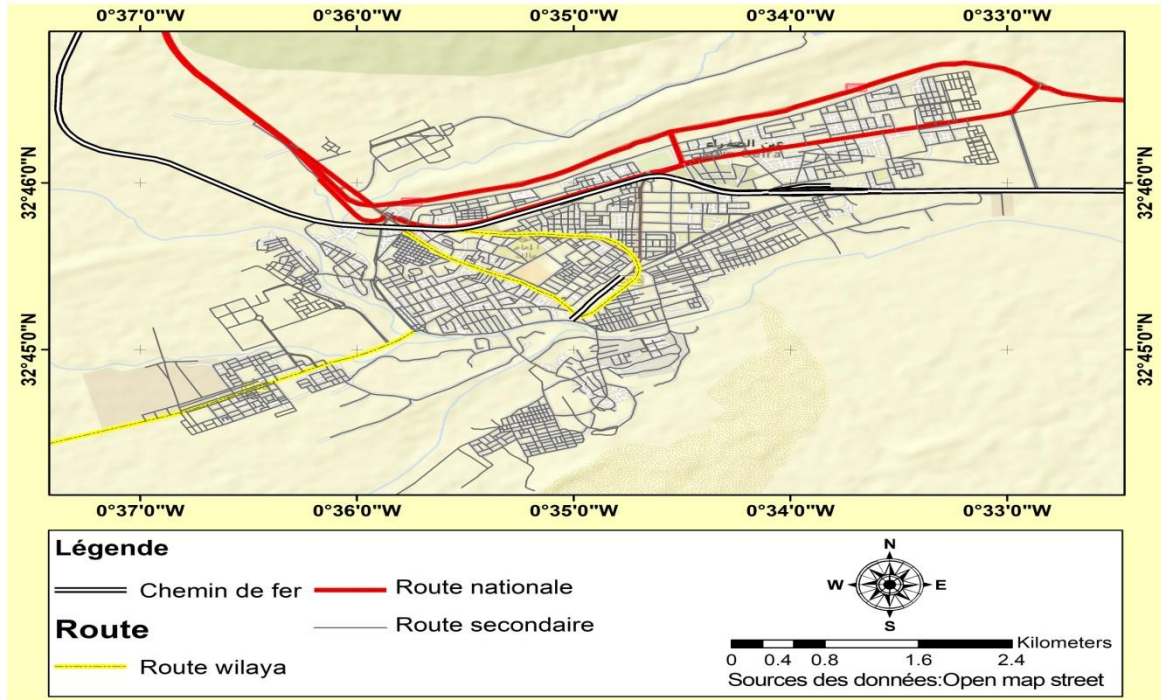 0°37'0"W 0°36'0"W 0°35'0"W 0°34'0"W 0°33'0"W
32°46'0"N 32°46'0"N
عين الصفراء
32°45'0"N 32°45'0"N
0°37'0"W 0°36'0"W 0°35'0"W 0°34'0"W 0°33'0"W
Légende
Chemin de fer
Route nationale
Route
Route secondaire
Route wilaya
N
W E
S
Kilometers
0 0.4 0.8 1.6 2.4
Sources des données:Open map street